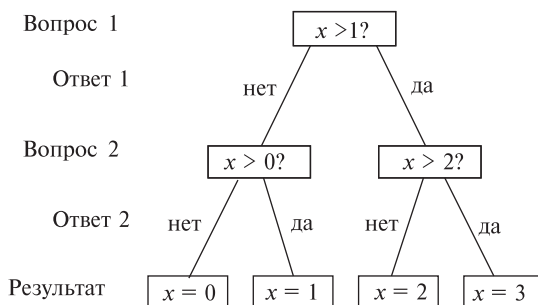 Вопрос 1 x >1?
Ответ 1 нет да
Вопрос 2 x > 0? x > 2?
Ответ 2 нет да нет да
Результат x = 0 x = 1 x = 2 x = 3